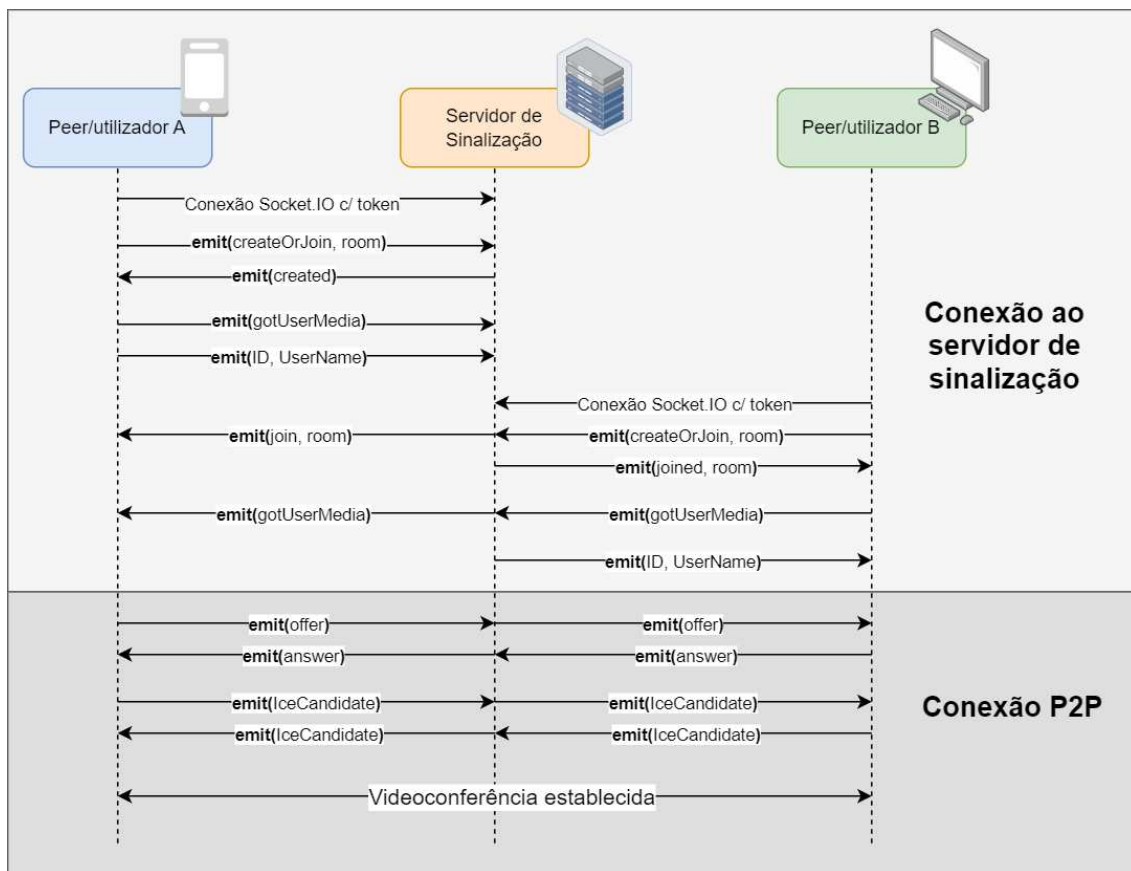 Peer/utilizador A
Servidor de
Sinalização
Peer/utilizador B
Conexão Socket.IO c/ token
emit(createOrJoin, room)
emit(created)
emit(gotUserMedia)
emit(ID, UserName)
Conexão ao
servidor de
sinalização
Conexão Socket.IO c/ token
emit(join, room)
emit(createOrJoin, room)
emit(joined, room)
emit(gotUserMedia)
emit(gotUserMedia)
emit(ID, UserName)
emit(offer)
emit(offer)
emit(answer)
emit(answer)
emit(IceCandidate)
emit(IceCandidate)
Conexão P2P
emit(IceCandidate)
emit(IceCandidate)
Videoconferência establecida